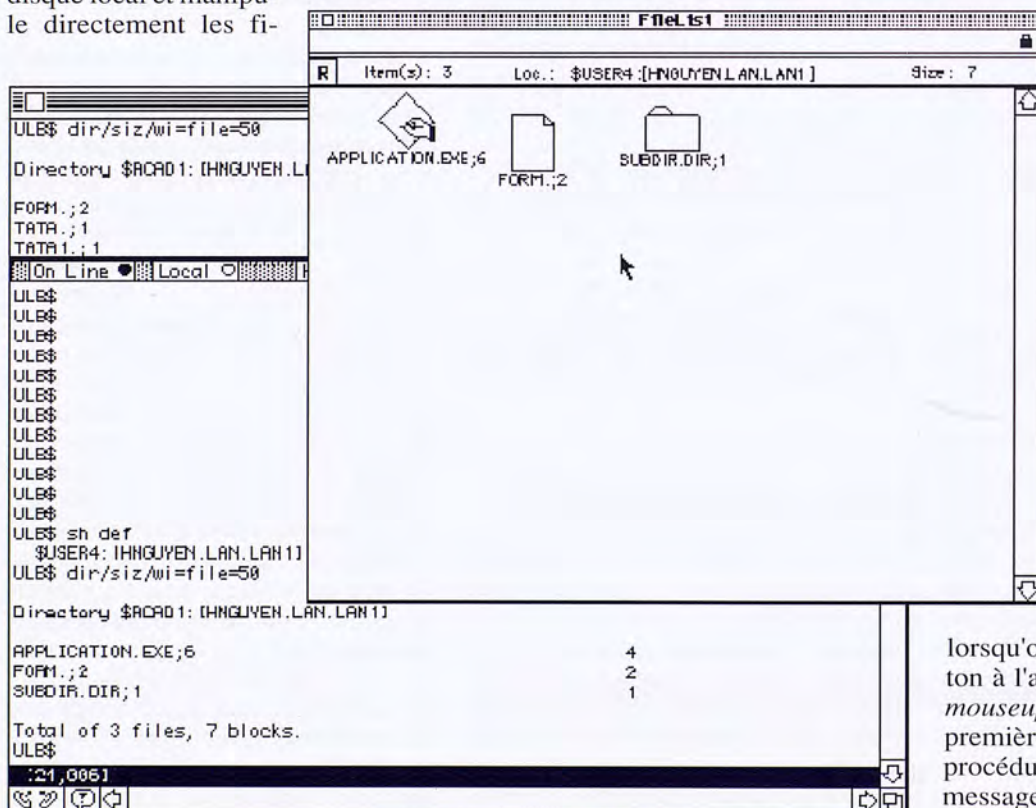 disque local et manipu-
le directement les fi-
FileList
R Item(s): 3 Loc.: $USER4:[HNGUYEN.LAN.LAN1] Size: 7
APPLICATION.EXE;6
FORM.;2
SUBDIR.DIR;1
ULB$ dir/siz/wi=file=50
Directory $ACAD1:[HNGUYEN.
FORM.;2
TATA.;1
TATA1.;1
On Line Local
ULB$
ULB$
ULB$
ULB$
ULB$
ULB$
ULB$
ULB$
ULB$
ULB$
ULB$
ULB$
ULB$ sh def
$USER4:[HNGUYEN.LAN.LAN1]
ULB$ dir/siz/wi=file=50
Directory $ACAD1:[HNGUYEN.LAN.LAN1]
APPLICATION.EXE;6 4
FORM.;2 2
SUBDIR.DIR;1 1
Total of 3 files, 7 blocks.
ULB$
[21,006]
lorsqu'o
ton à l'a
mouseu
premièr
procédu
message